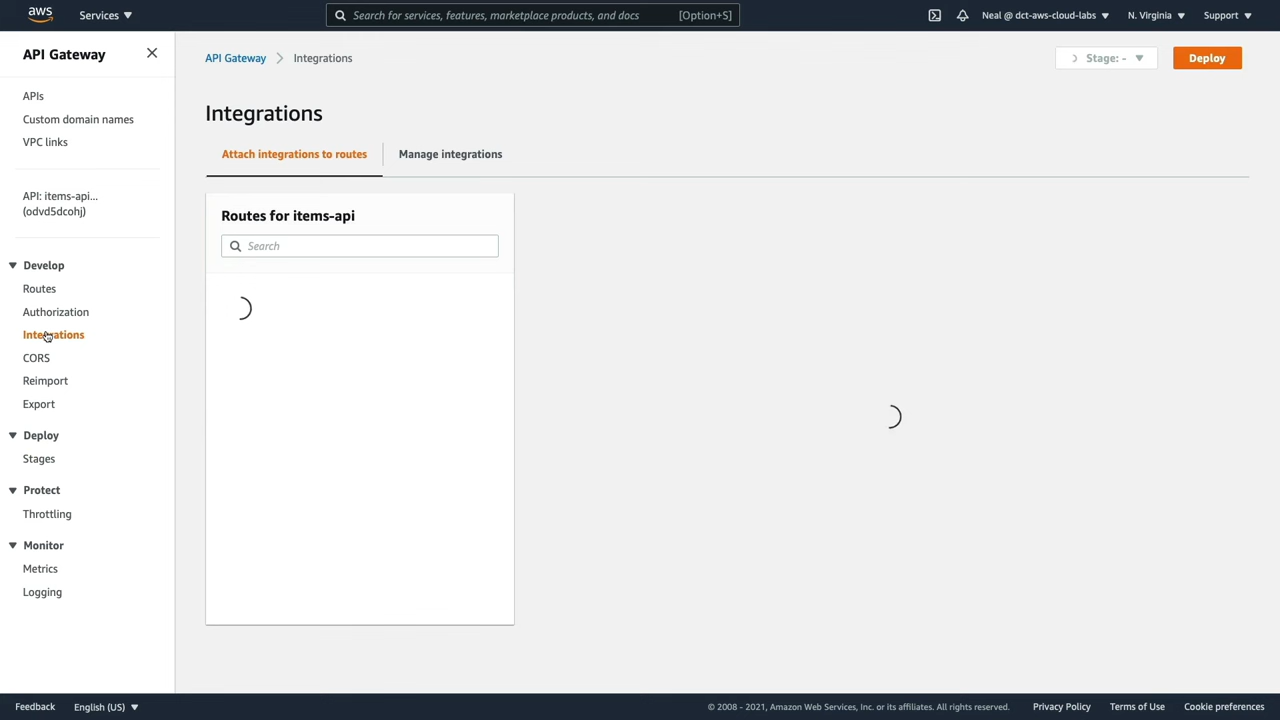 aws
Services
Search for services, features, marketplace products, and docs
[Option+S]
Neal @ dct-aws-cloud-labs
N. Virginia
Support
API Gateway
APIs
Custom domain names
VPC links
API: items-api...
(odvd5dcohj)
Develop
Routes
Authorization
Integrations
CORS
Reimport
Export
Deploy
Stages
Protect
Throttling
Monitor
Metrics
Logging
API Gateway
Integrations
Stage: -
Deploy
Integrations
Attach integrations to routes
Manage integrations
Routes for items-api
Search
Feedback
English (US)
© 2008 - 2021, Amazon Web Services, Inc. or its affiliates. All rights reserved.
Privacy Policy
Terms of Use
Cookie preferences